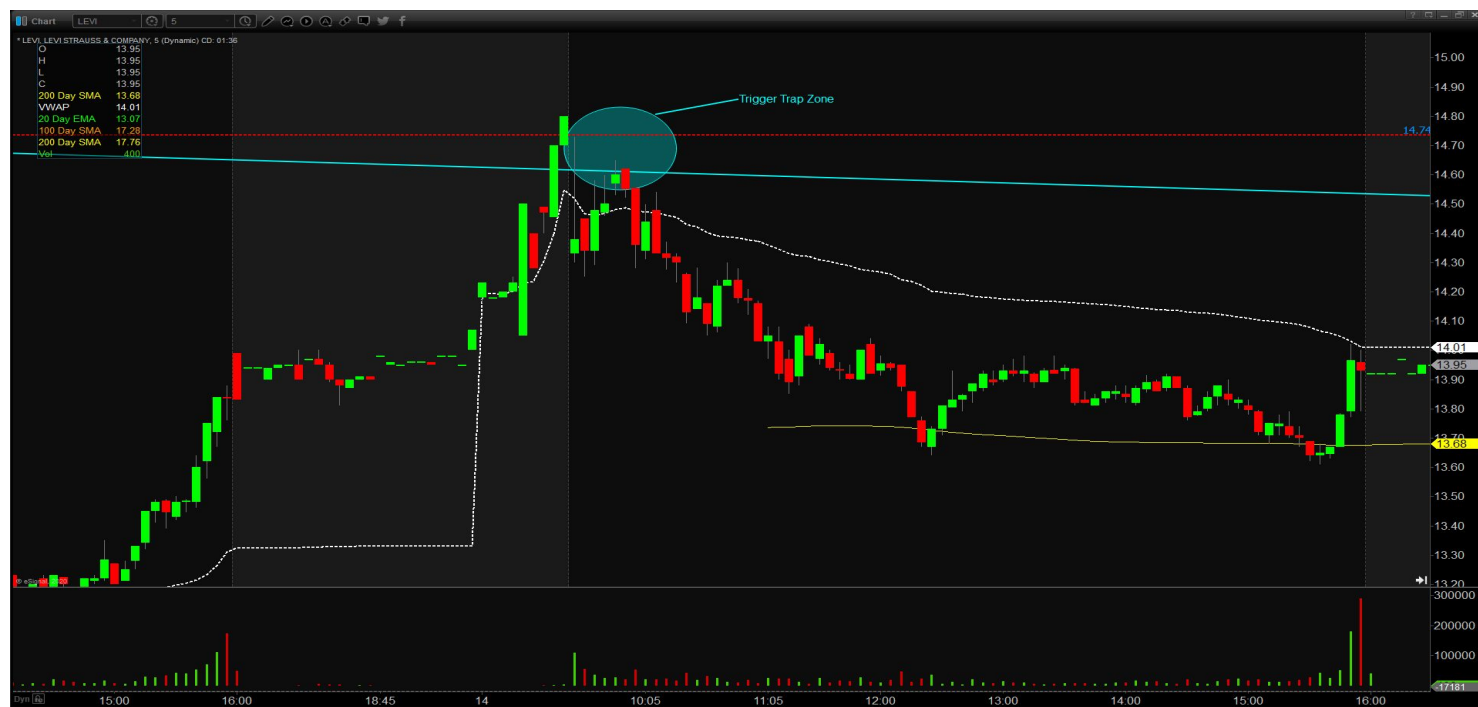 Chart LEVI 5
* LEVI, LEVI STRAUSS & COMPANY, 5 (Dynamic) CD: 01:36
O 13.95
H 13.95
L 13.95
C 13.95
200 Day SMA 13.68
VWAP 14.01
20 Day EMA 13.07
100 Day SMA 17.28
200 Day SMA 17.76
Vol 400
Trigger Trap Zone
15.00
14.90
14.80
14.74
14.70
14.60
14.50
14.40
14.30
14.20
14.10
14.01
13.95
13.90
13.80
13.70
13.68
13.60
13.50
13.40
13.30
13.20
300000
200000
100000
17181
Dyn 15:00 16:00 18:45 14 10:05 11:05 12:00 13:00 14:00 15:00 16:00